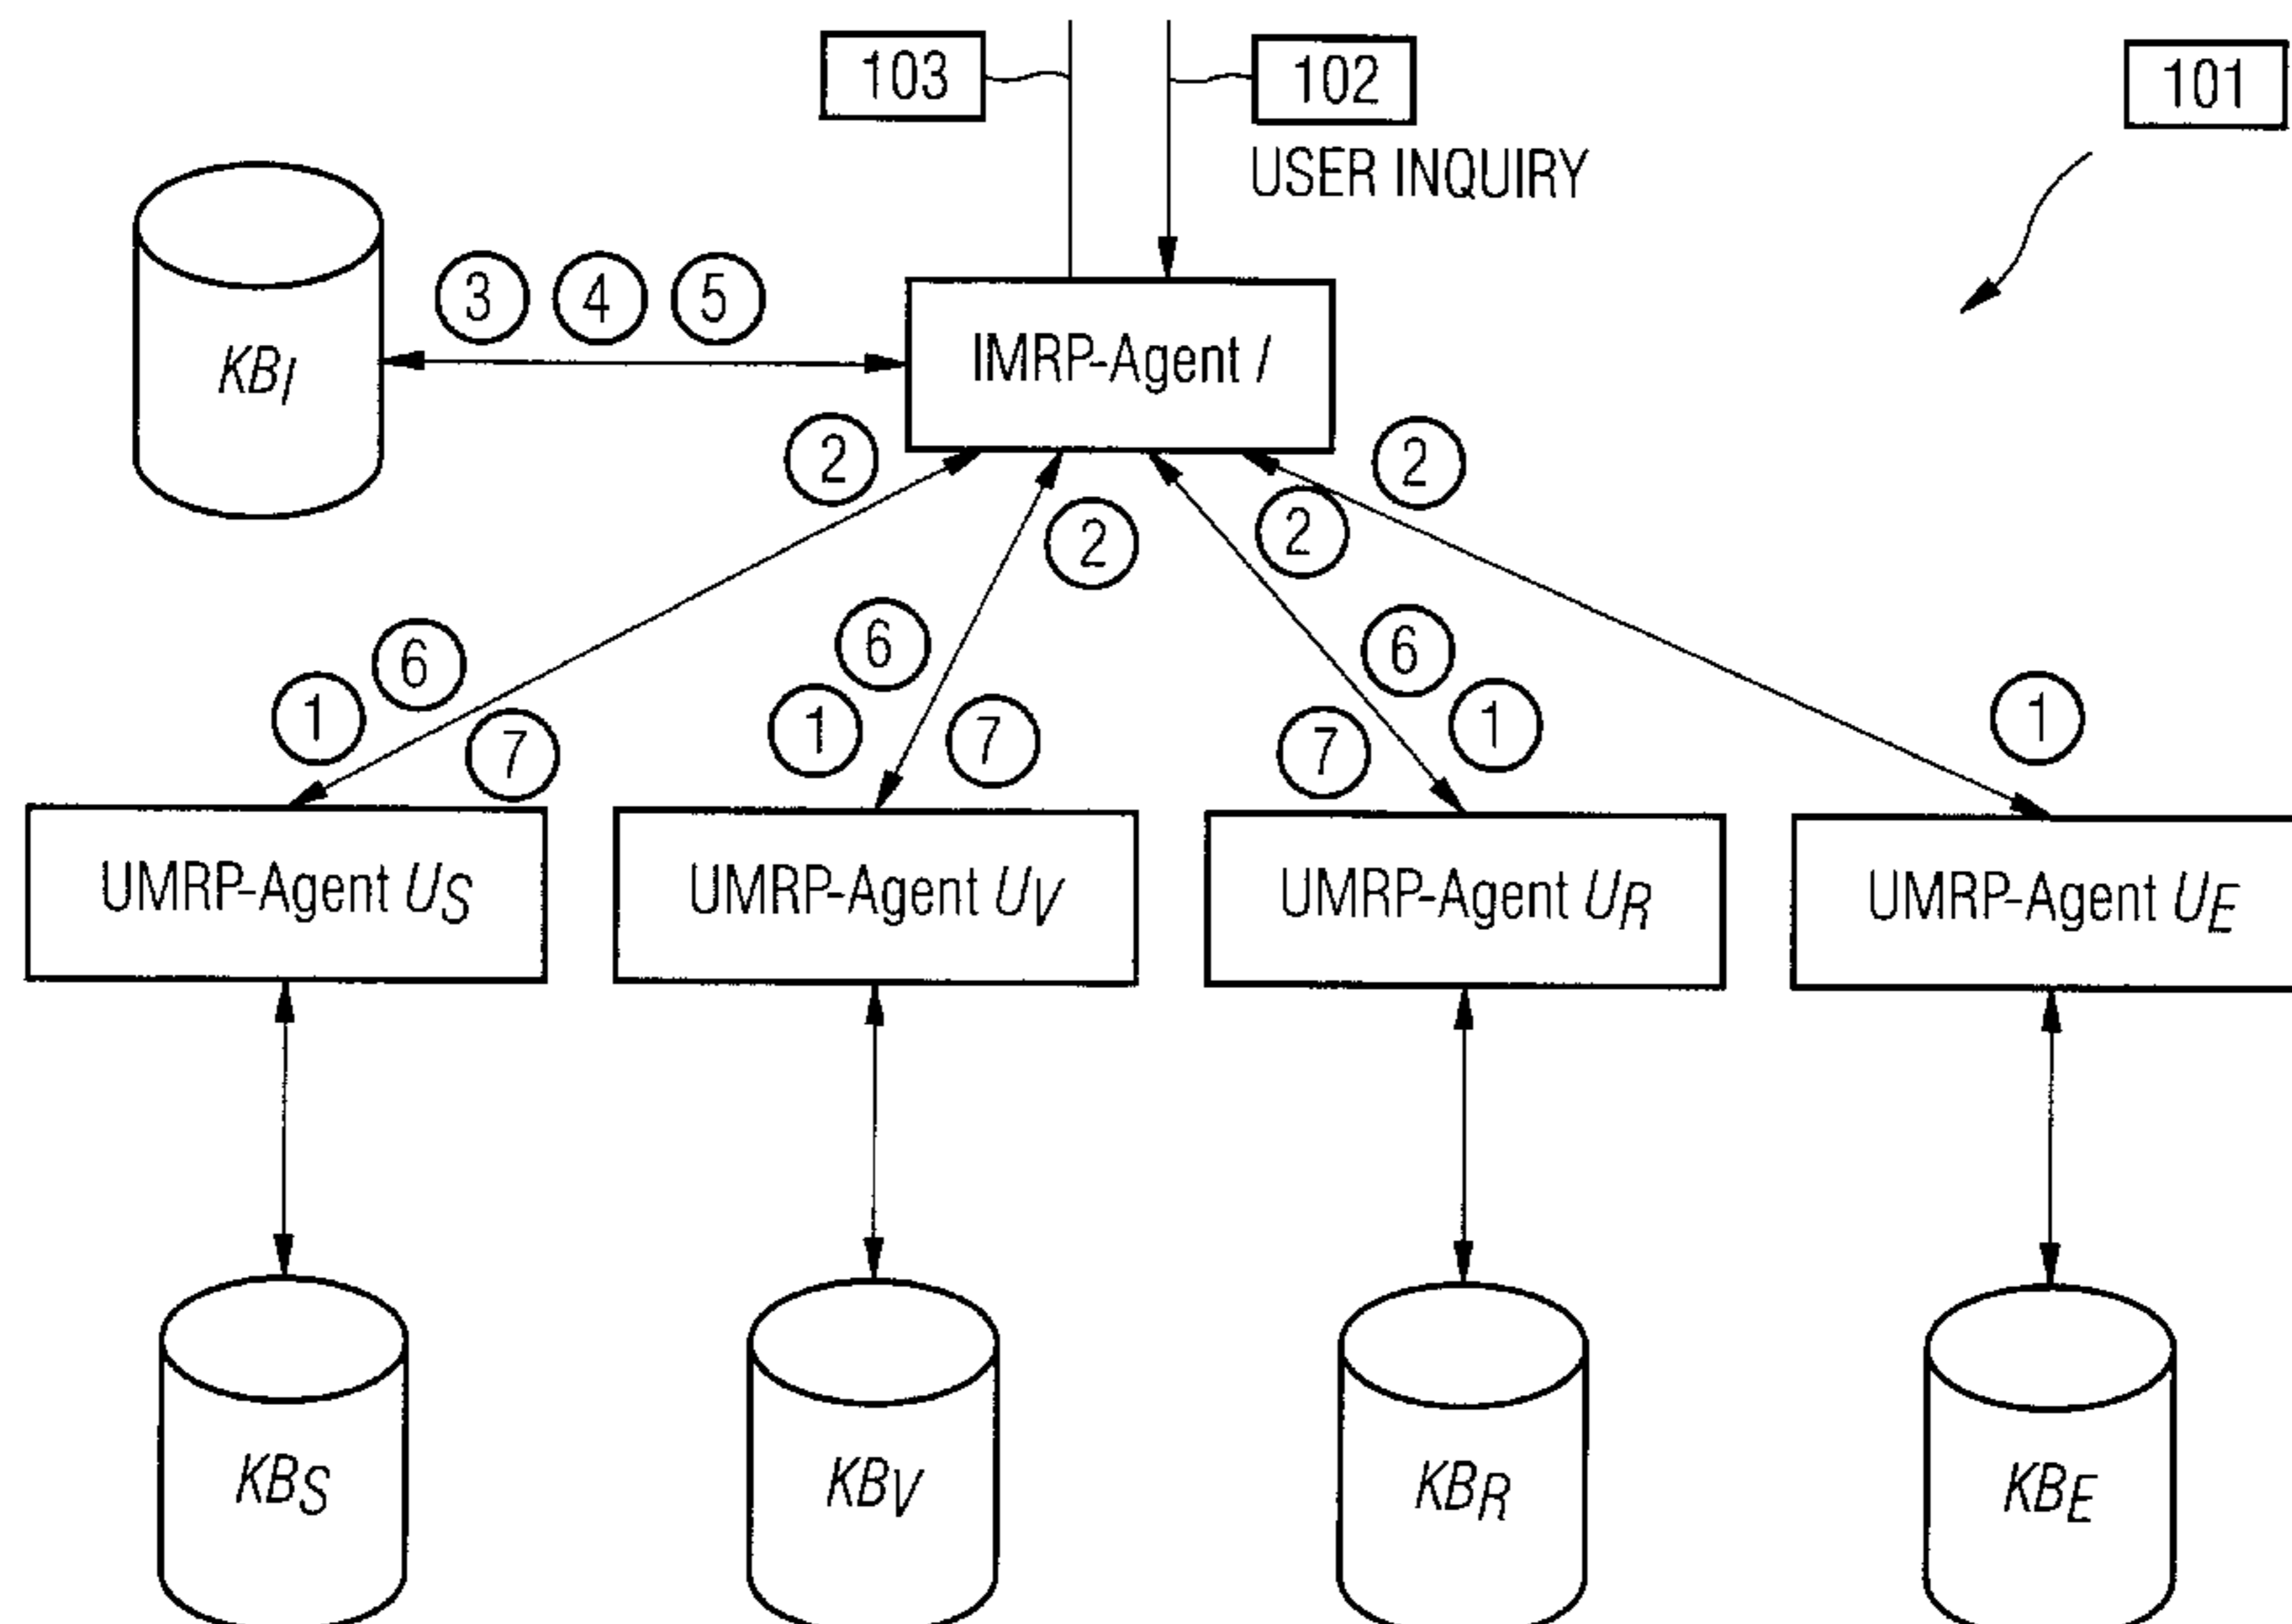 103
102
101
USER INQUIRY
3 4 5
KBI
IMRP-Agent I
2
2
2
2
6
6
6
1
1
1
1
7
7
7
UMRP-Agent US
UMRP-Agent UV
UMRP-Agent UR
UMRP-Agent UE
KBS
KBV
KBR
KBE